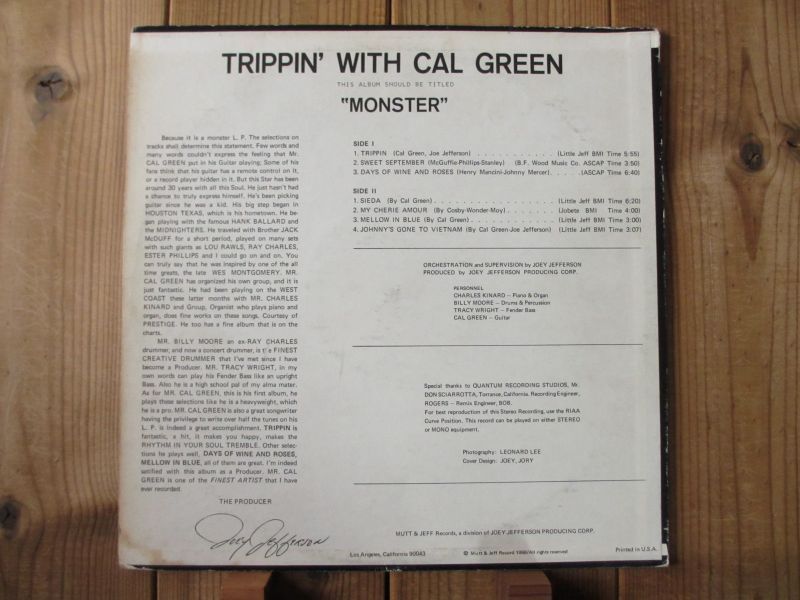 TRIPPIN' WITH CAL GREEN
THIS ALBUM SHOULD BE TITLED
"MONSTER"
Because it is a monster L. P. The selections on
tracks shall determine this statement. Few words and
many words couldn't express the feeling that Mr.
CAL GREEN put in his Guitar playing; Some of his
fans think that his guitar has a remote control on it,
or a record player hidden in it. But this Star has been
around 30 years with all this Soul. He just hasn't had
a chance to truly express himself. He's been picking
guitar since he was a kid. His big step began in
HOUSTON TEXAS, which is his hometown. He be-
gan playing with the famous HANK BALLARD and
the MIDNIGHTERS. He traveled with Brother JACK
McDUFF for a short period, played on many sets
with such giants as LOU RAWLS, RAY CHARLES,
ESTER PHILLIPS and I could go on and on. You
can truly say that he was inspired by one of the all
time greats, the late WES MONTGOMERY. MR.
CAL GREEN has organized his own group, and it is
just fantastic. He had been playing on the WEST
COAST these latter months with MR. CHARLES
KINARD and Group, Organist who plays piano and
organ, does fine works on these songs. Courtesy of
PRESTIGE. He too has a fine album that is on the
charts.
MR. BILLY MOORE an ex-RAY CHARLES
drummer, and now a concert drummer, is the FINEST
CREATIVE DRUMMER that I've met since I have
become a Producer. MR. TRACY WRIGHT, in my
own words can play his Fender Bass like an upright
Bass. Also he is a high school pal of my alma mater.
As for MR. CAL GREEN, this is his first album, he
plays these selections like he is a heavyweight, which
he is a pro. MR. CAL GREEN is also a great songwriter
having the privilege to write over half the tunes on his
L. P. is indeed a great accomplishment. TRIPPIN is
fantastic, a hit, it makes you happy, makes the
RHYTHM IN YOUR SOUL TREMBLE. Other selec-
tions he plays well, DAYS OF WINE AND ROSES,
MELLOW IN BLUE, all of them are great. I'm indeed
satified with this album as a Producer. MR. CAL
GREEN is one of the FINEST ARTIST that I have
ever recorded.
THE PRODUCER
Joey Jefferson
SIDE I
1. TRIPPIN (Cal Green, Joe Jefferson) . . . . . . . . . . . (Little Jeff BMI Time 5:55)
2. SWEET SEPTEMBER (McGuffie-Phillips-Stanley) (B.F. Wood Music Co. ASCAP Time 3:50)
3. DAYS OF WINE AND ROSES (Henry Mancini-Johnny Mercer). . . . . (ASCAP Time 6:40)
SIDE II
1. SIEDA (By Cal Green) . . . . . . . . . . . . . . . (Little Jeff BMI Time 6:20)
2. MY CHERIE AMOUR (By Cosby-Wonder-Moy) . . . . . . . (Jobete BMI Time 4:00)
3. MELLOW IN BLUE (By Cal Green) . . . . . . . . . . . (Little Jeff BMI Time 3:00)
4. JOHNNY'S GONE TO VIETNAM (By Cal Green-Joe Jefferson) (Little Jeff BMI Time 3:07)
ORCHESTRATION and SUPERVISION by JOEY JEFFERSON
PRODUCED by JOEY JEFFERSON PRODUCING CORP.
PERSONNEL
CHARLES KINARD – Piano & Organ
BILLY MOORE – Drums & Percussion
TRACY WRIGHT – Fender Bass
CAL GREEN – Guitar
Special thanks to QUANTUM RECORDING STUDIOS, Mr.
DON SCIARROTTA, Torrance, California. Recording Engineer,
ROGERS – Remix Engineer, BOB.
For best reproduction of this Stereo Recording, use the RIAA
Curve Position. This record can be played on either STEREO
or MONO equipment.
Photography: LEONARD LEE
Cover Design: JOEY, JORY
MUTT & JEFF Records, a division of JOEY JEFFERSON PRODUCING CORP.
Los Angeles, California 90043
© Mutt & Jeff Record /All rights reserved
Printed in U.S.A.